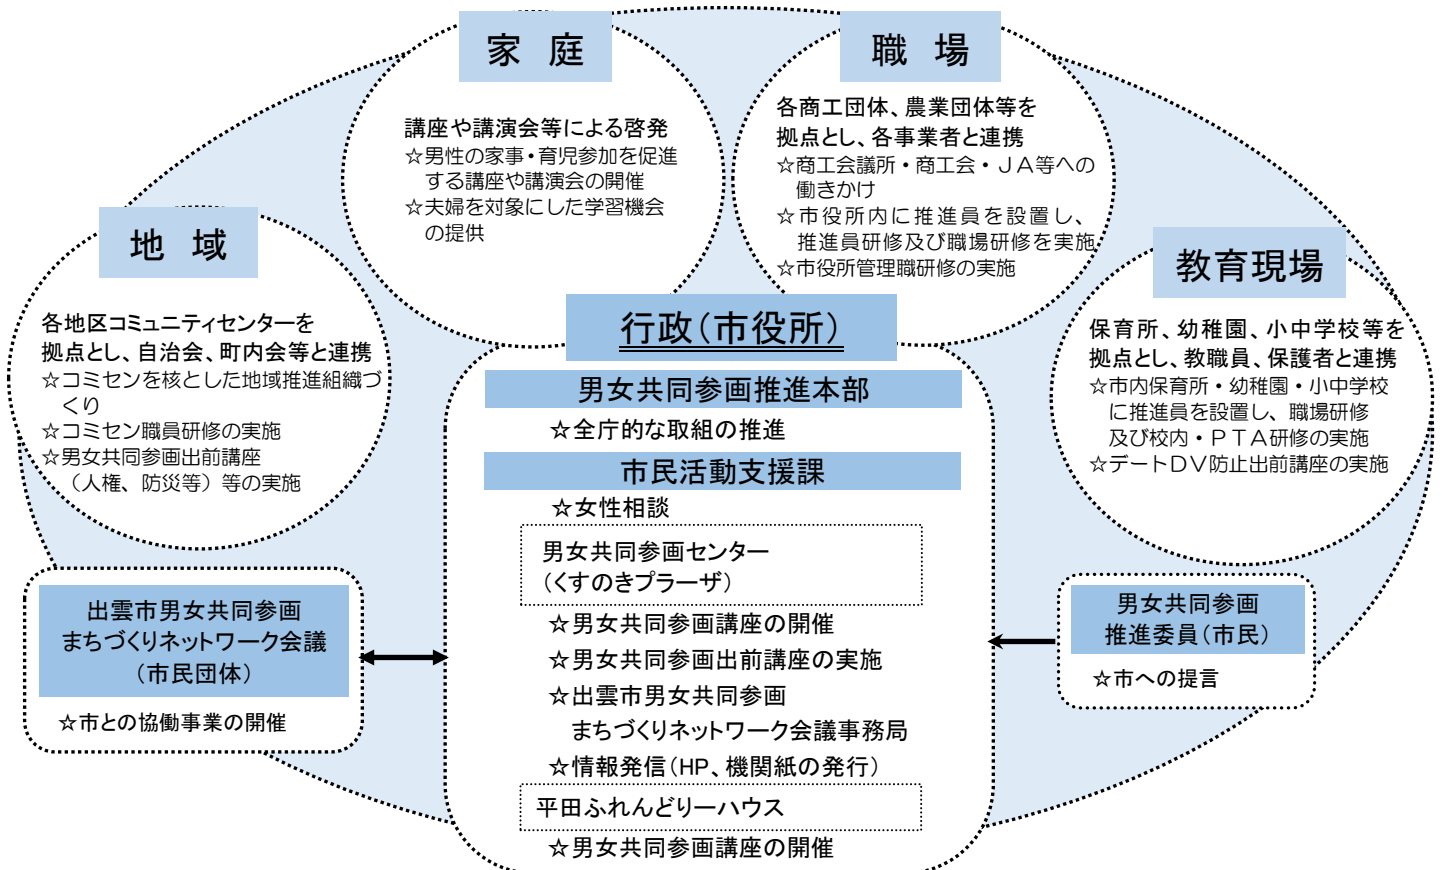 家 庭
講座や講演会等による啓発
☆男性の家事・育児参加を促進
する講座や講演会の開催
☆夫婦を対象にした学習機会
の提供
職 場
各商工団体、農業団体等を
拠点とし、各事業者と連携
☆商工会議所・商工会・ＪＡ等への
働きかけ
☆市役所内に推進員を設置し、
推進員研修及び職場研修を実施
☆市役所管理職研修の実施
地 域
各地区コミュニティセンターを
拠点とし、自治会、町内会等と連携
☆コミセンを核とした地域推進組織づ
くり
☆コミセン職員研修の実施
☆男女共同参画出前講座
（人権、防災等）等の実施
教育現場
保育所、幼稚園、小中学校等を
拠点とし、教職員、保護者と連携
☆市内保育所・幼稚園・小中学校
に推進員を設置し、職場研修
及び校内・ＰＴＡ研修の実施
☆デートＤＶ防止出前講座の実施
行政（市役所）
男女共同参画推進本部
☆全庁的な取組の推進
市民活動支援課
☆女性相談
男女共同参画センター
（くすのきプラーザ）
☆男女共同参画講座の開催
☆男女共同参画出前講座の実施
☆出雲市男女共同参画
まちづくりネットワーク会議事務局
☆情報発信（HP、機関紙の発行）
平田ふれんどりーハウス
☆男女共同参画講座の開催
出雲市男女共同参画
まちづくりネットワーク会議
（市民団体）
☆市との協働事業の開催
男女共同参画
推進委員（市民）
☆市への提言